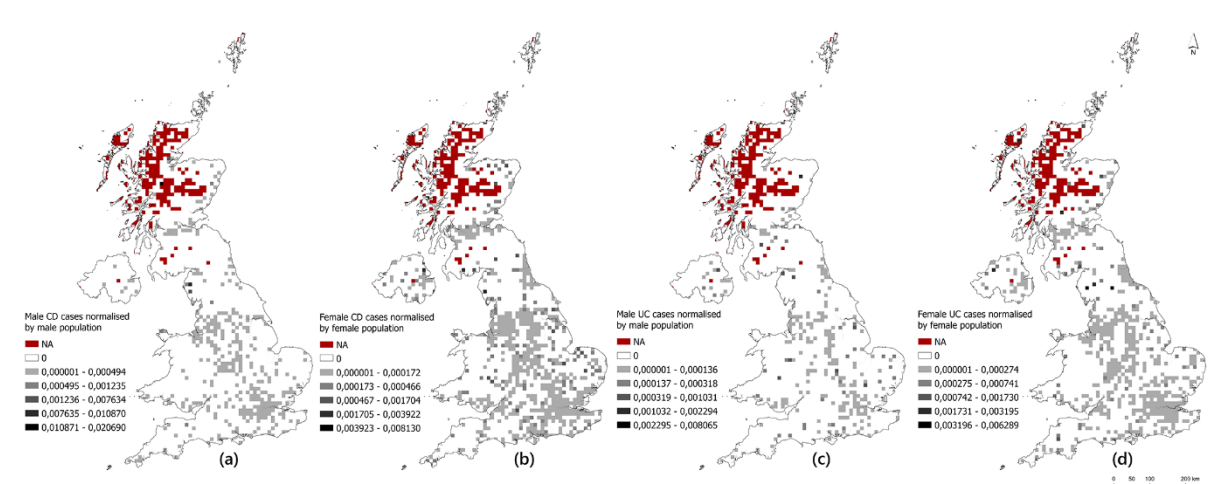 N
Male CD cases normalised
by male population
NA
0
0,000001 - 0,000494
0,000495 - 0,001235
0,001236 - 0,007634
0,007635 - 0,010870
0,010871 - 0,020690
(a)
Female CD cases normalised
by female population
NA
0
0,000001 - 0,000172
0,000173 - 0,000466
0,000467 - 0,001704
0,001705 - 0,003922
0,003923 - 0,008130
(b)
Male UC cases normalised
by male population
NA
0
0,000001 - 0,000136
0,000137 - 0,000318
0,000319 - 0,001031
0,001032 - 0,002294
0,002295 - 0,008065
(c)
Female UC cases normalised
by female population
NA
0
0,000001 - 0,000274
0,000275 - 0,000741
0,000742 - 0,001730
0,001731 - 0,003195
0,003196 - 0,006289
(d)
0 50 100 200 km